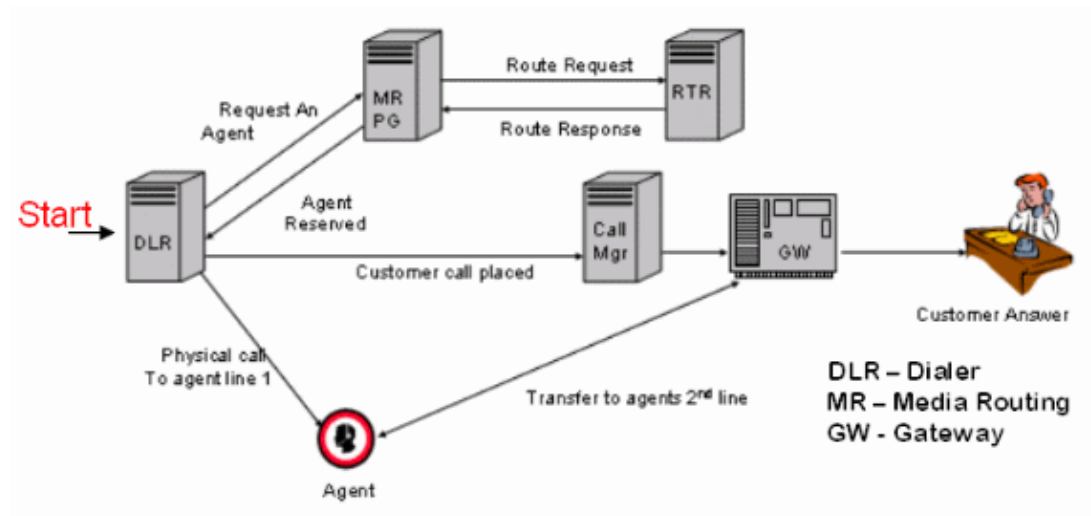 Route Request
MR
PG
RTR
Request An
Agent
Route Response
Start
DLR
Agent
Reserved
Call
Mgr
GW
Customer call placed
Customer Answer
Physical call
To agent line 1
Transfer to agents 2nd line
DLR – Dialer
MR – Media Routing
GW - Gateway
Agent